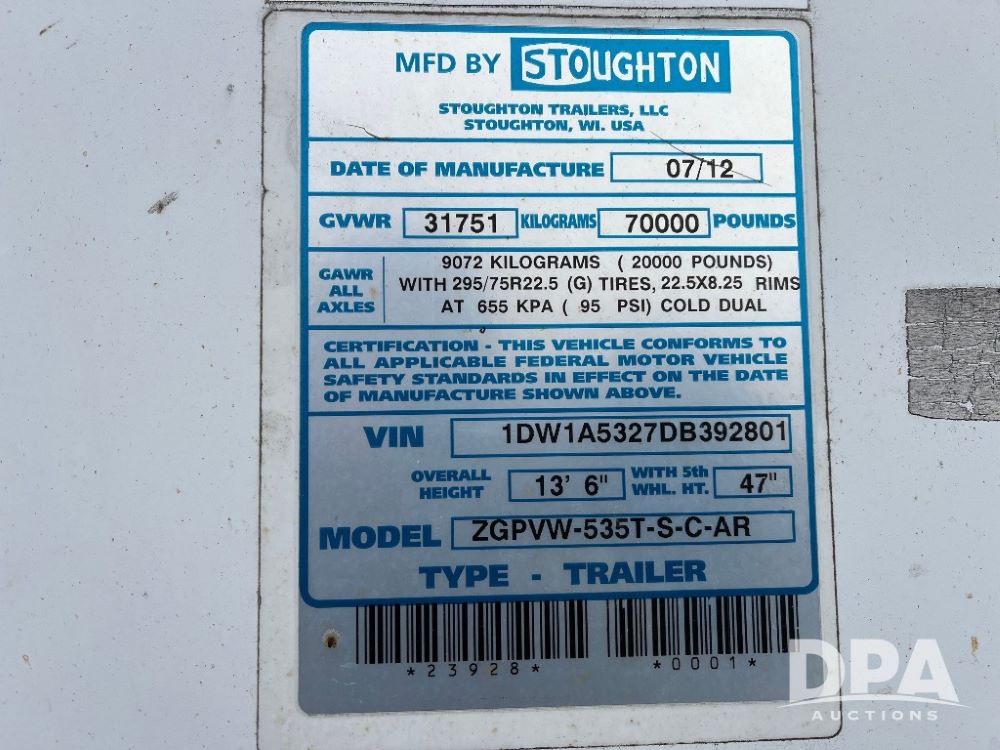 MFD BY STOUGHTON
STOUGHTON TRAILERS, LLC
STOUGHTON, WI. USA
DATE OF MANUFACTURE 07/12
GVWR 31751 KILOGRAMS 70000 POUNDS
GAWR ALL AXLES
9072 KILOGRAMS ( 20000 POUNDS)
WITH 295/75R22.5 (G) TIRES, 22.5X8.25 RIMS
AT 655 KPA ( 95 PSI) COLD DUAL
CERTIFICATION - THIS VEHICLE CONFORMS TO
ALL APPLICABLE FEDERAL MOTOR VEHICLE
SAFETY STANDARDS IN EFFECT ON THE DATE
OF MANUFACTURE SHOWN ABOVE.
VIN 1DW1A5327DB392801
OVERALL HEIGHT 13' 6" WITH 5th WHL. HT. 47"
MODEL ZGPVW-535T-S-C-AR
TYPE - TRAILER
*23928* *0001*
DPA
AUCTIONS